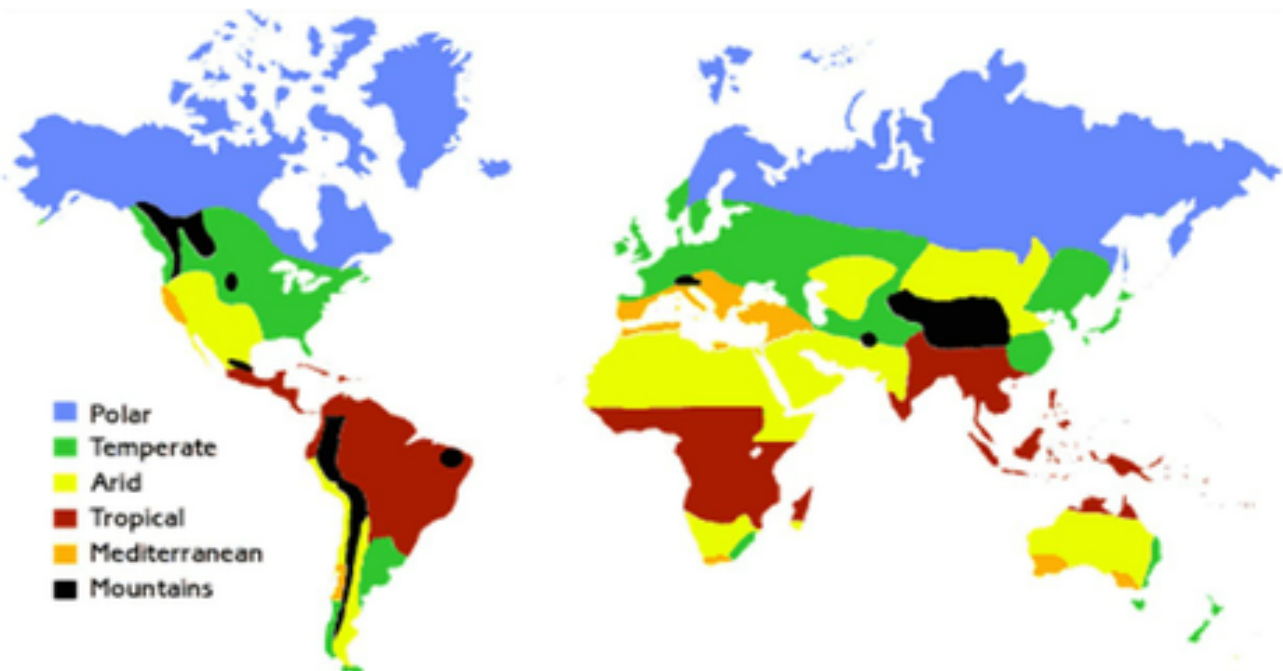 Polar
Temperate
Arid
Tropical
Mediterranean
Mountains